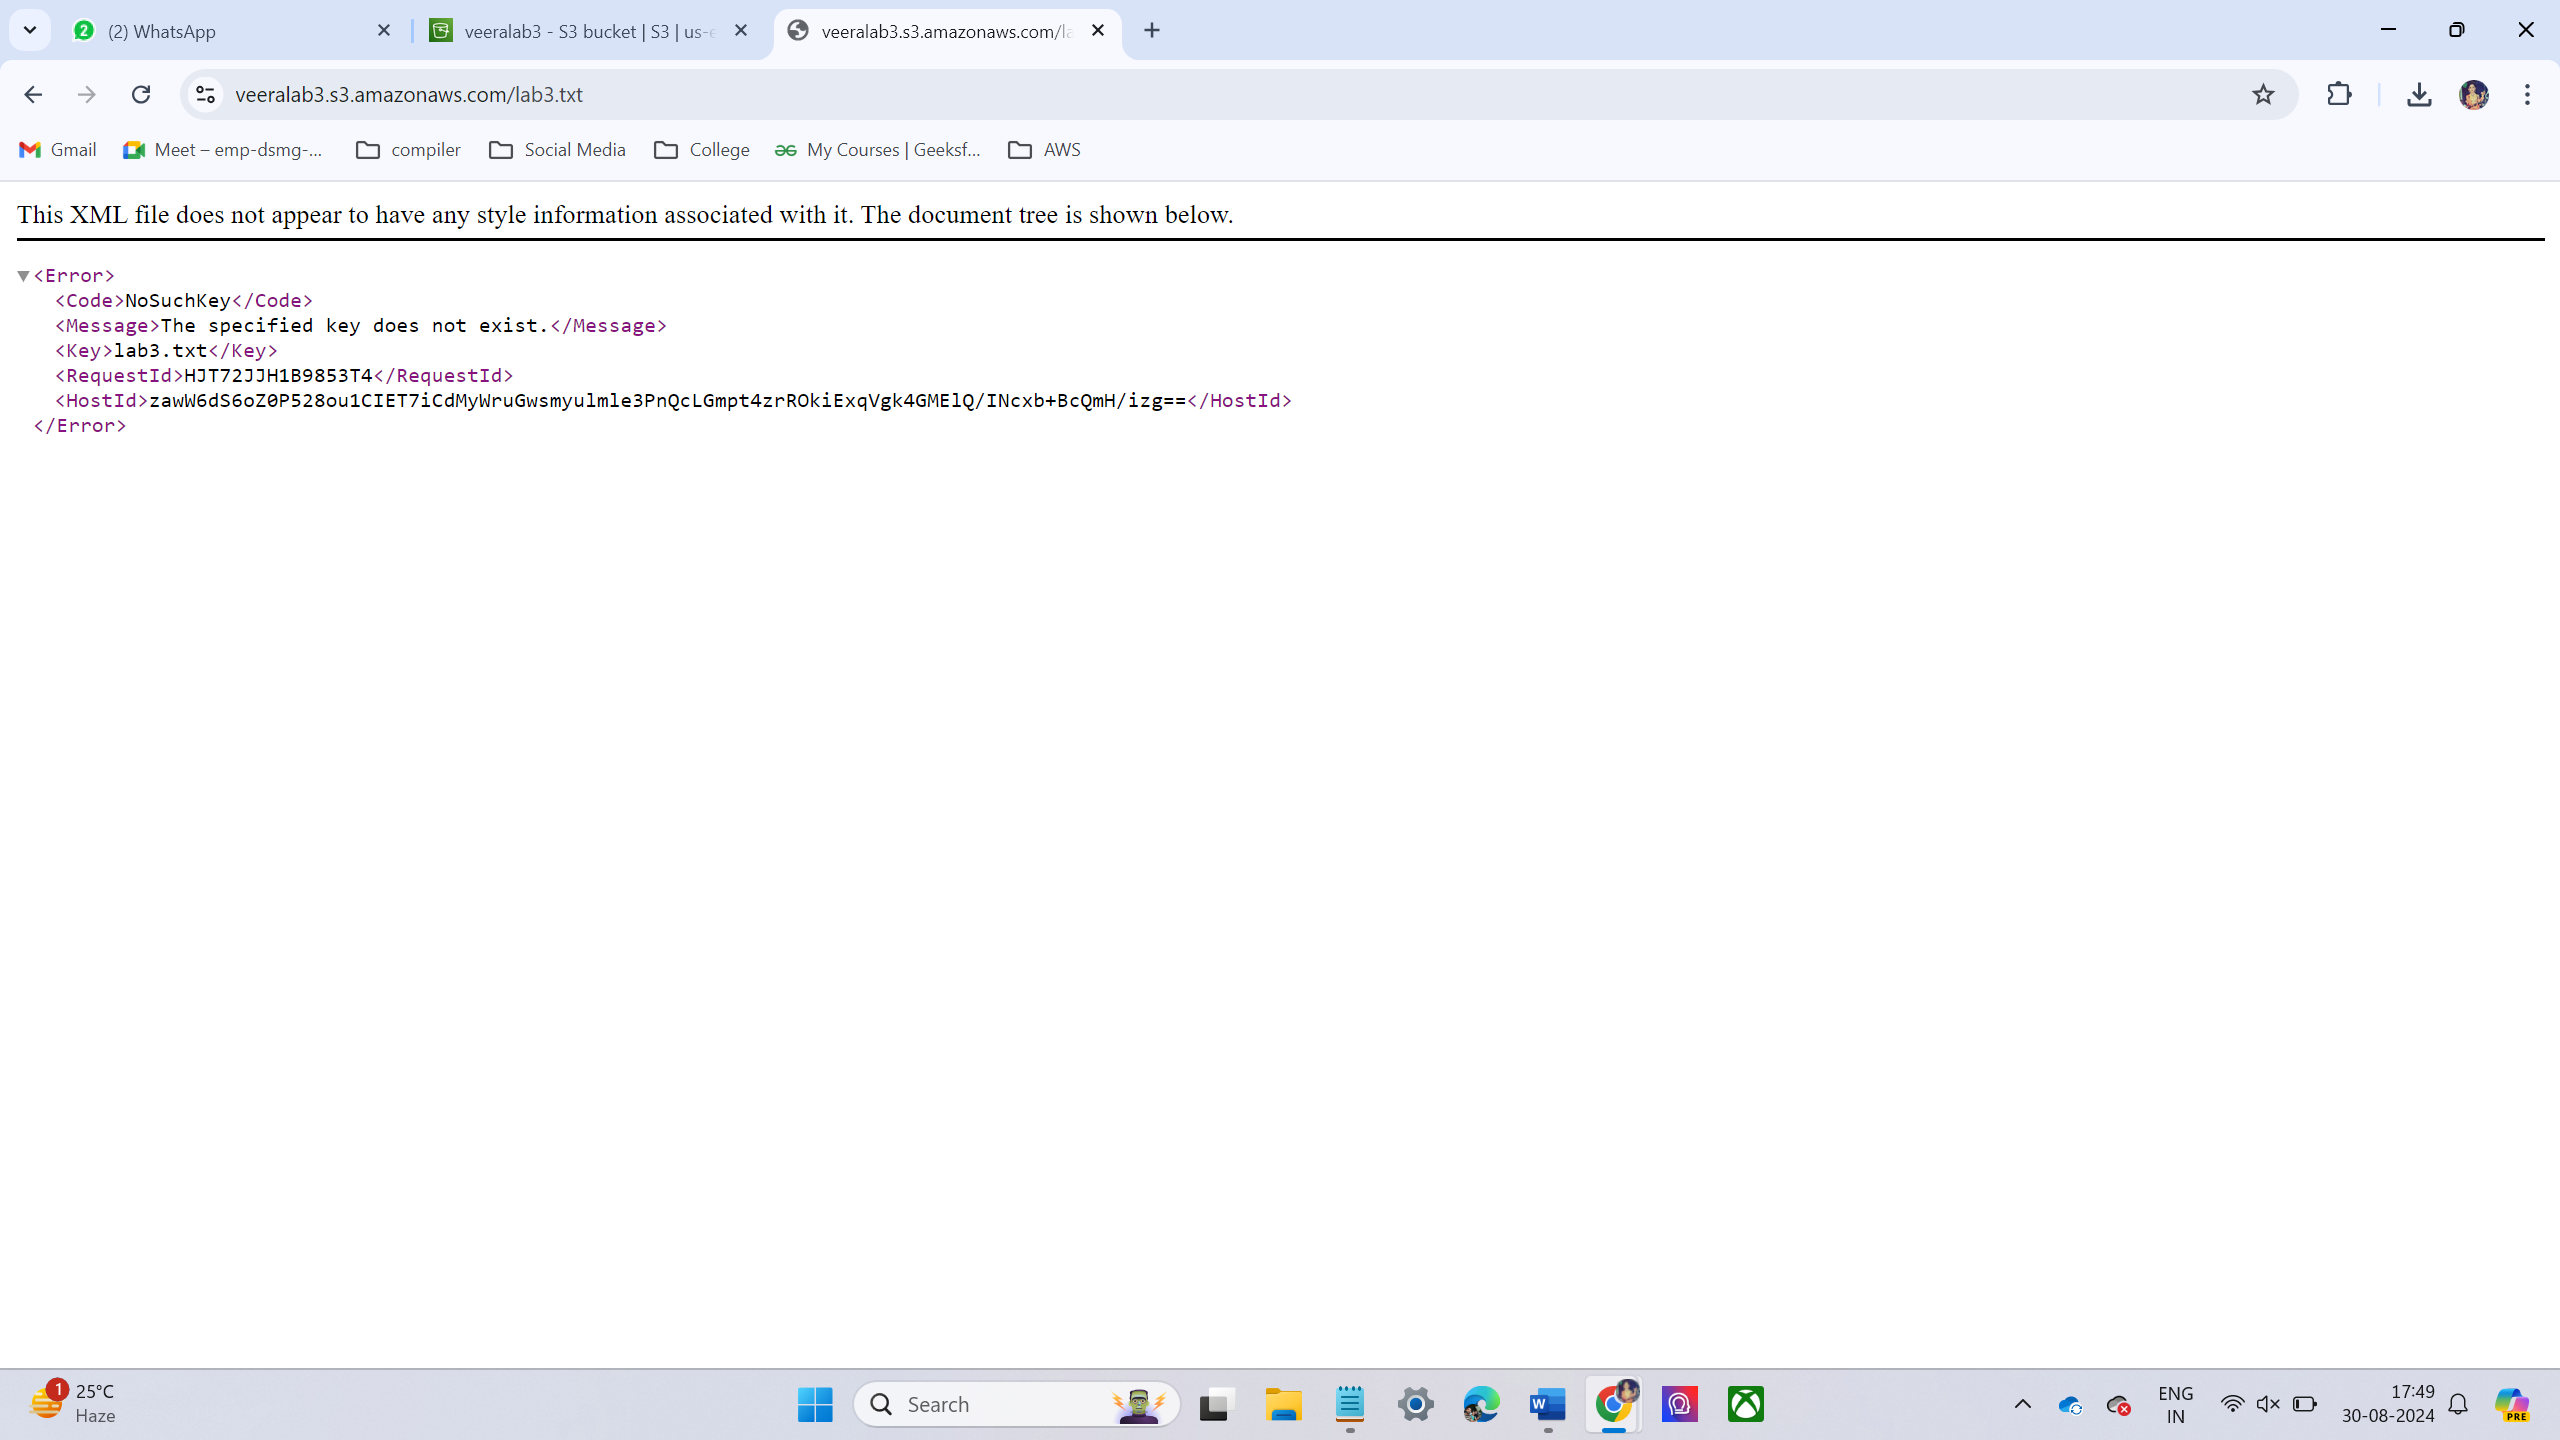 2 (2) WhatsApp
veeralab3 - S3 bucket | S3 | us-e
veeralab3.s3.amazonaws.com/la
veeralab3.s3.amazonaws.com/lab3.txt
Gmail
Meet – emp-dsmg-...
compiler
Social Media
College
My Courses | Geeksf...
AWS
This XML file does not appear to have any style information associated with it. The document tree is shown below.
<Error>
<Code>NoSuchKey</Code>
<Message>The specified key does not exist.</Message>
<Key>lab3.txt</Key>
<RequestId>HJT72JJH1B9853T4</RequestId>
<HostId>zawW6dS6oZ0P528ou1CIET7iCdMyWruGwsmyulmle3PnQcLGmpt4zrROkiExqVgk4GMElQ/INcxb+BcQmH/izg==</HostId>
</Error>
1
25°C
Haze
Search
W
ENG
IN
17:49
30-08-2024
PRE